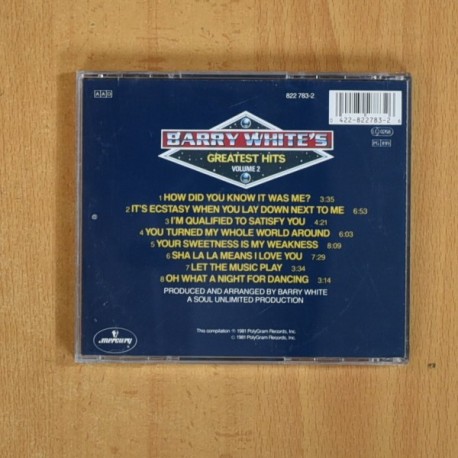 AAD
822 783-2
BARRY WHITE'S
GREATEST HITS
VOLUME 2
1 HOW DID YOU KNOW IT WAS ME? 3:35
2 IT'S ECSTASY WHEN YOU LAY DOWN NEXT TO ME 6:53
3 I'M QUALIFIED TO SATISFY YOU 4:21
4 YOU TURNED MY WHOLE WORLD AROUND 6:03
5 YOUR SWEETNESS IS MY WEAKNESS 8:09
6 SHA LA LA MEANS I LOVE YOU 7:29
7 LET THE MUSIC PLAY 3:34
8 OH WHAT A NIGHT FOR DANCING 3:14
PRODUCED AND ARRANGED BY BARRY WHITE
A SOUL UNLIMITED PRODUCTION
This compilation ℗ 1981 PolyGram Records, Inc.
© 1981 PolyGram Records, Inc.
mercury